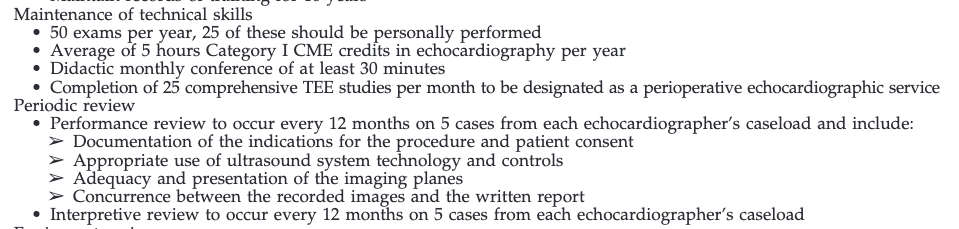 Maintenance of technical skills
• 50 exams per year, 25 of these should be personally performed
• Average of 5 hours Category I CME credits in echocardiography per year
• Didactic monthly conference of at least 30 minutes
• Completion of 25 comprehensive TEE studies per month to be designated as a perioperative echocardiographic service
Periodic review
• Performance review to occur every 12 months on 5 cases from each echocardiographer’s caseload and include:
➢ Documentation of the indications for the procedure and patient consent
➢ Appropriate use of ultrasound system technology and controls
➢ Adequacy and presentation of the imaging planes
➢ Concurrence between the recorded images and the written report
• Interpretive review to occur every 12 months on 5 cases from each echocardiographer’s caseload